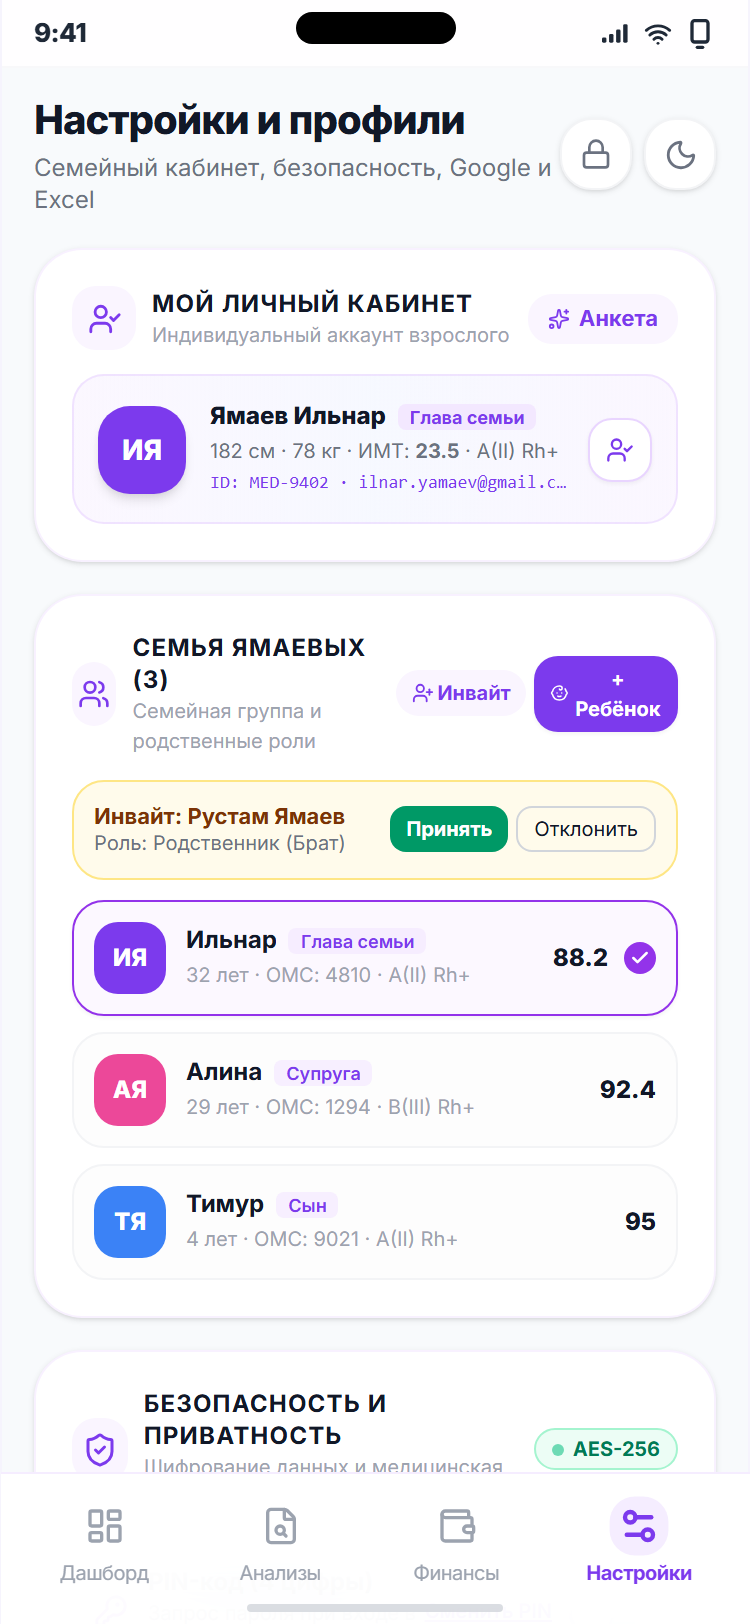 9:41
Настройки и профили
Семейный кабинет, безопасность, Google и
Excel
МОЙ ЛИЧНЫЙ КАБИНЕТ
Индивидуальный аккаунт взрослого
Анкета
ИЯ
Ямаев Ильнар Глава семьи
182 см · 78 кг · ИМТ: 23.5 · A(II) Rh+
ID: MED-9402 · ilnar.yamaev@gmail.c…
СЕМЬЯ ЯМАЕВЫХ
(3)
Семейная группа и
родственные роли
Инвайт
+
Ребёнок
Инвайт: Рустам Ямаев
Роль: Родственник (Брат)
Принять
Отклонить
ИЯ
Ильнар Глава семьи
32 лет · ОМС: 4810 · A(II) Rh+
88.2
АЯ
Алина Супруга
29 лет · ОМС: 1294 · B(III) Rh+
92.4
ТЯ
Тимур Сын
4 лет · ОМС: 9021 · A(II) Rh+
95
БЕЗОПАСНОСТЬ И
ПРИВАТНОСТЬ
Шифрование данных и медицинская
AES-256
Дашборд
Анализы
Финансы
Настройки